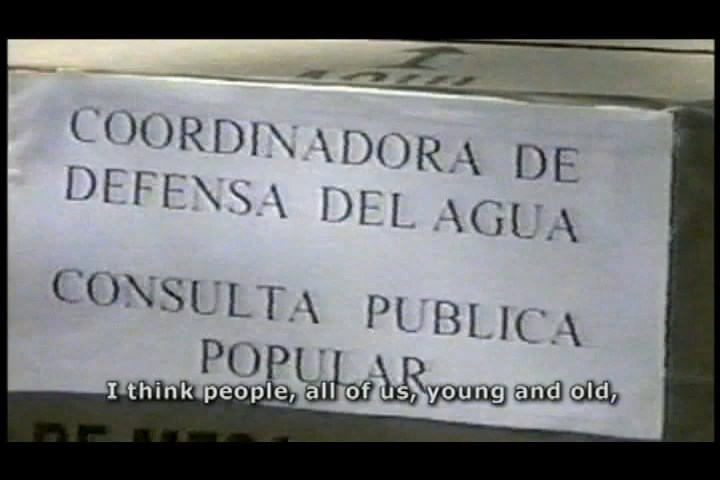 COORDINADORA DE
DEFENSA DEL AGUA
CONSULTA PUBLICA
POPULAR
I think people, all of us, young and old,